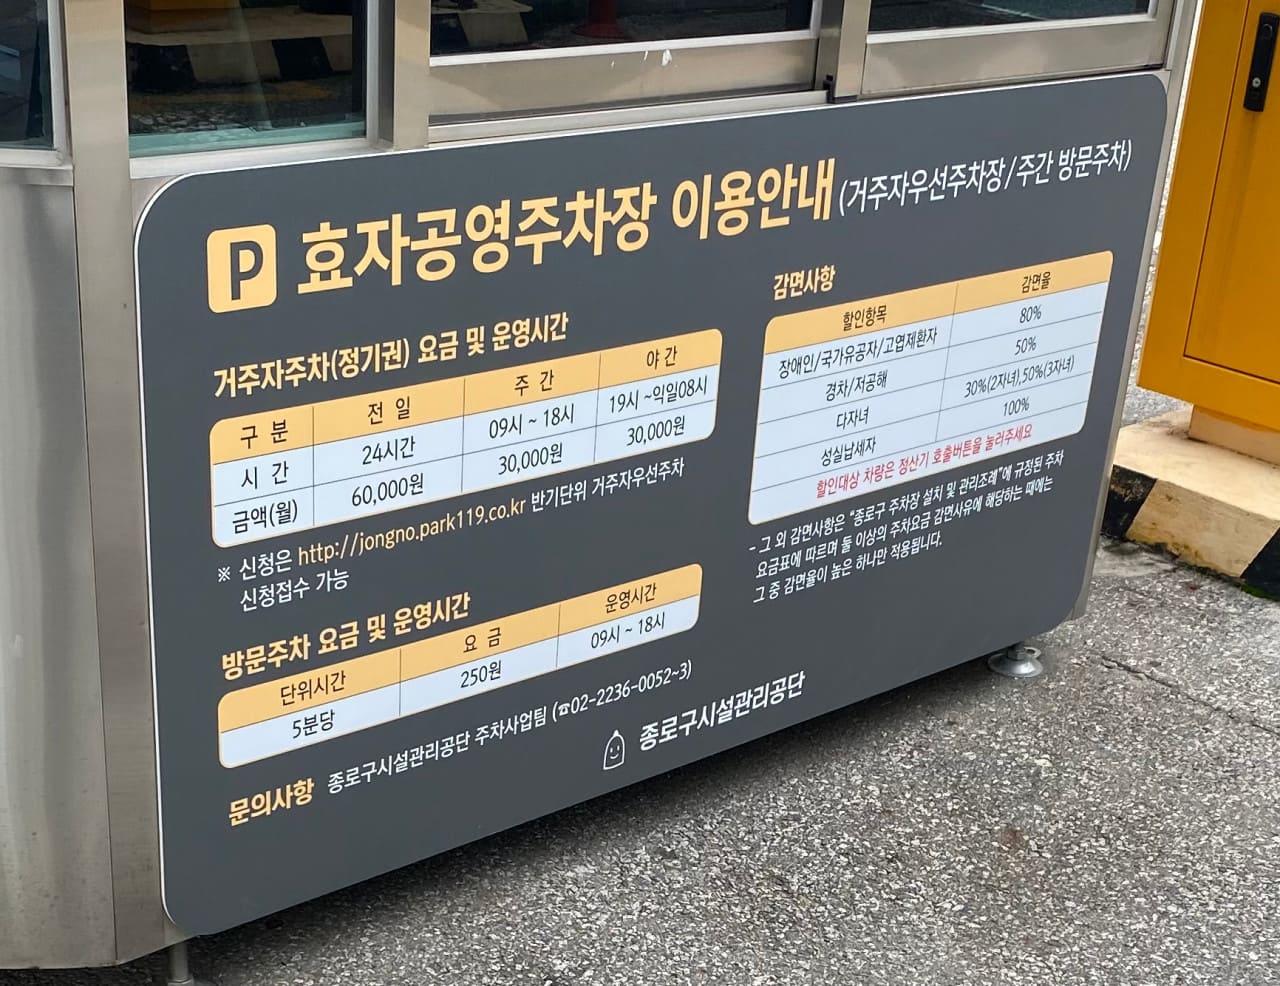 P 효자공영주차장 이용안내 (거주자우선주차장/주간 방문주차)
거주자주차(정기권) 요금 및 운영시간
구 분 전 일 주 간 야 간
시 간 24시간 09시 ~ 18시 19시 ~익일08시
금액(월) 60,000원 30,000원 30,000원
※ 신청은 http://jongno.park119.co.kr 반기단위 거주자우선주차
신청접수 가능
방문주차 요금 및 운영시간
단위시간 요 금 운영시간
5분당 250원 09시 ~ 18시
문의사항 종로구시설관리공단 주차사업팀 (☎02-2236-0052~3)
감면사항
할인항목 감면율
장애인/국가유공자/고엽제환자 80%
경차/저공해 50%
다자녀 30%(2자녀),50%(3자녀)
성실납세자 100%
할인대상 차량은 정산기 호출버튼을 눌러주세요
- 그 외 감면사항은 "종로구 주차장 설치 및 관리조례"에 규정된 주차
요금표에 따르며 둘 이상의 주차요금 감면사유에 해당하는 때에는
그 중 감면율이 높은 하나만 적용됩니다.
종로구시설관리공단